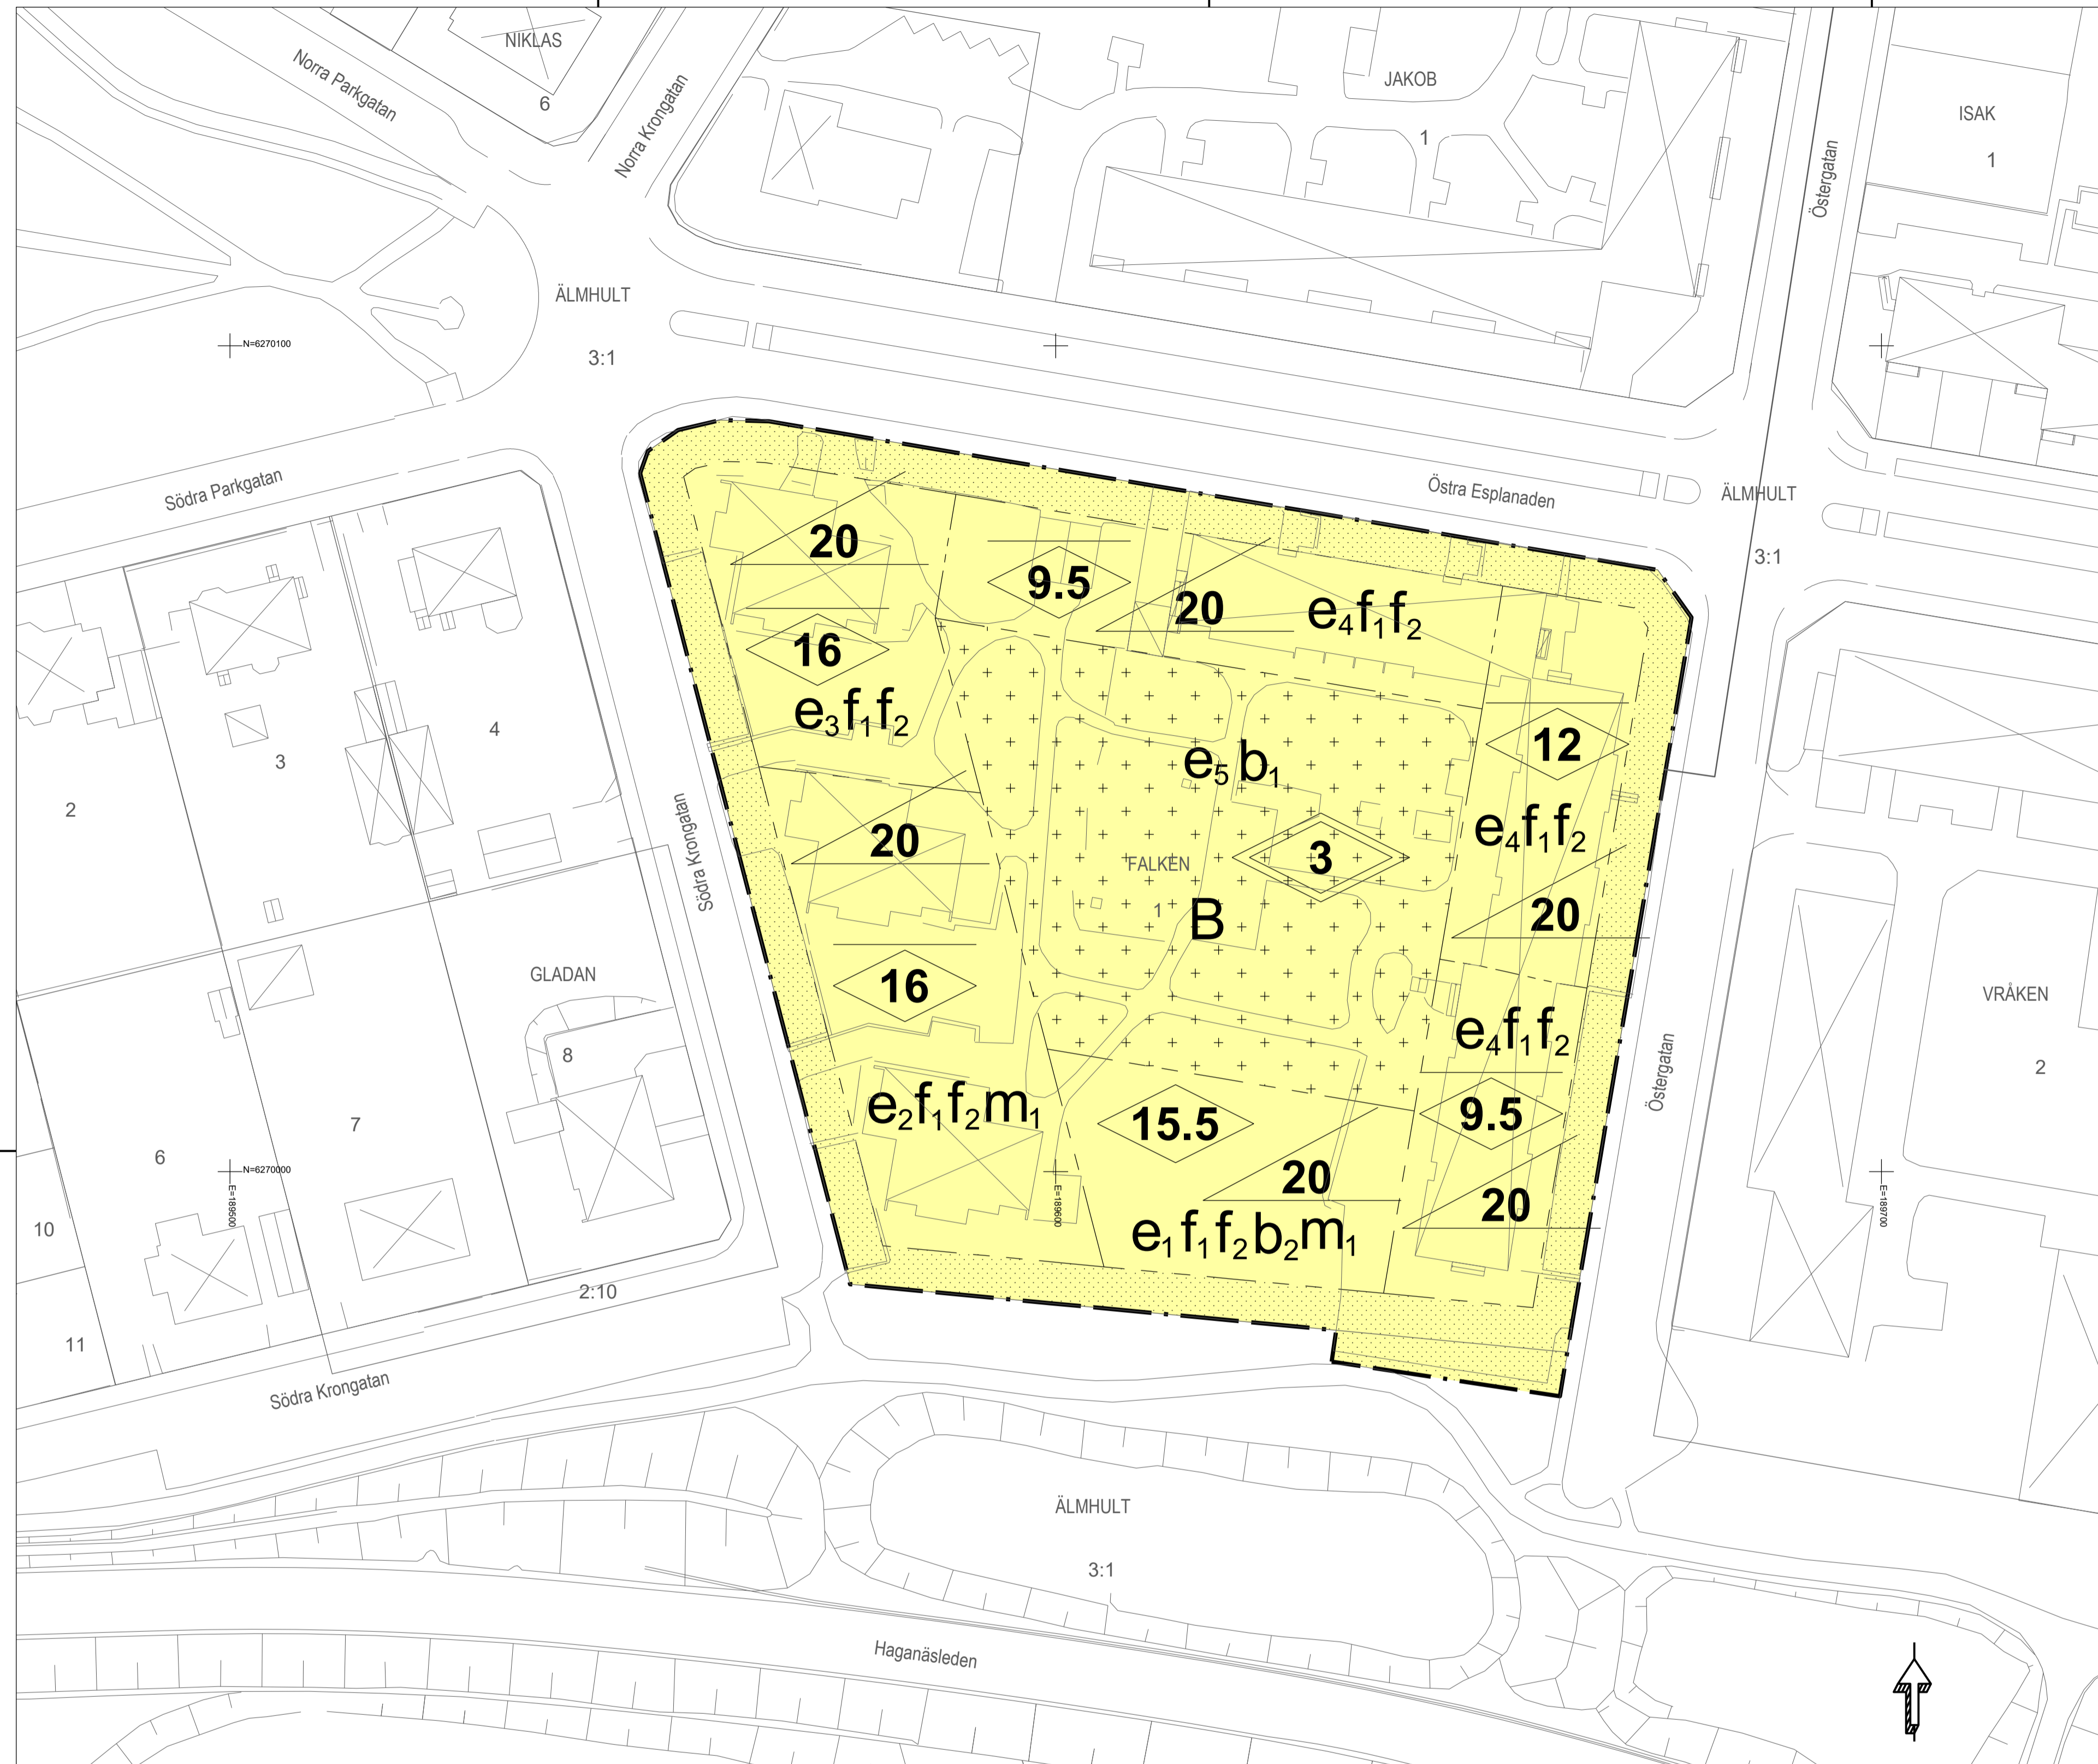 NIKLAS
6
Norra Parkgatan
Norra Krongatan
JAKOB
1
ISAK
1
Östergatan
ÄLMHULT
3:1
N=6270100
Södra Parkgatan
Östra Esplanaden
ÄLMHULT
3:1
20
9.5
20
e4f1f2
16
e3f1f2
12
e5b1
e4f1f2
3
4
2
Södra Krongatan
20
FALKEN
1
3
B
20
16
GLADAN
8
7
6
VRÅKEN
2
e4f1f2
9.5
Östergatan
e2f1f2m1
15.5
20
20
e1f1f2b2m1
N=6270000
E=189500
E=189600
E=189700
10
11
2:10
Södra Krongatan
ÄLMHULT
3:1
Haganäsleden